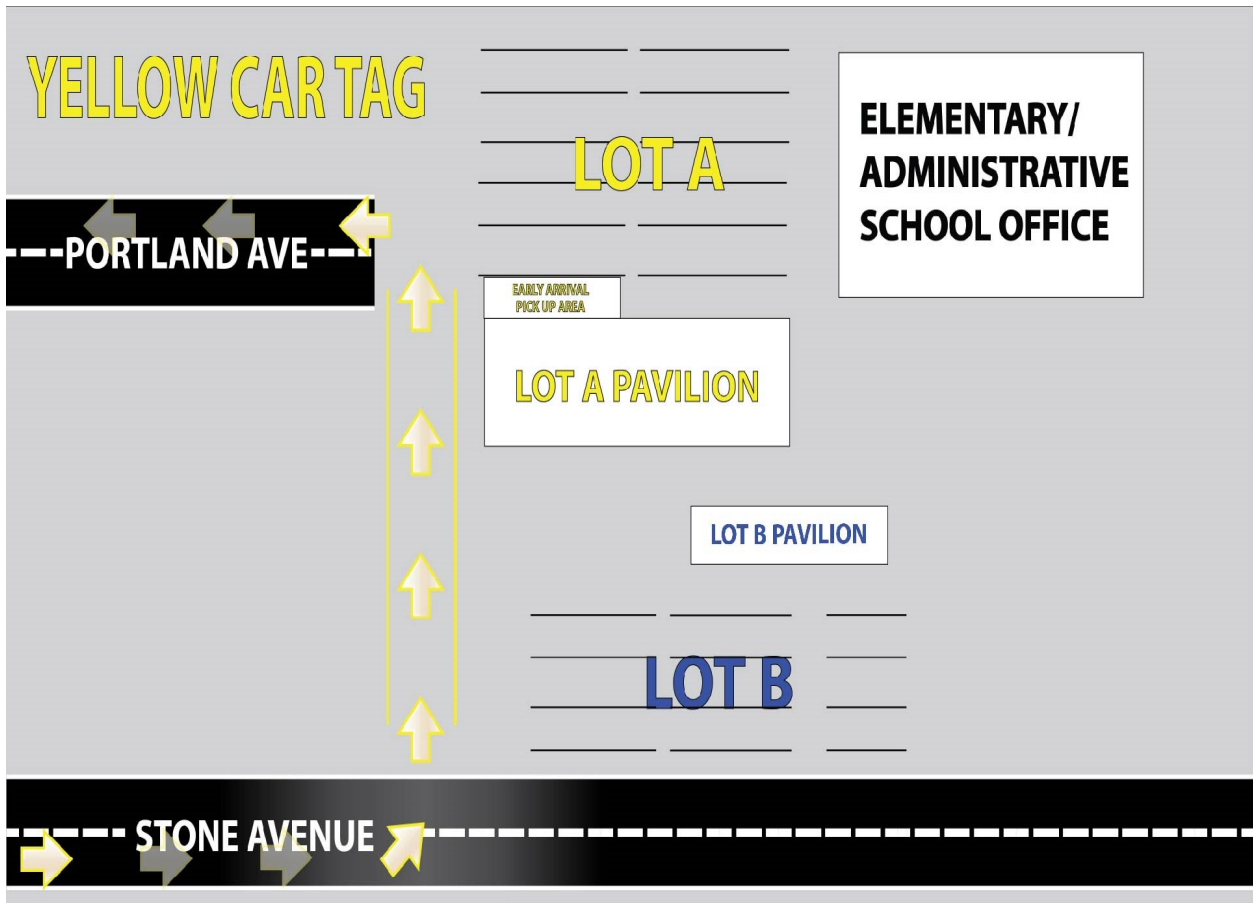 YELLOW CAR TAG
LOT A
ELEMENTARY/
ADMINISTRATIVE
SCHOOL OFFICE
PORTLAND AVE
EARLY ARRIVAL
PICK UP AREA
LOT A PAVILION
LOT B PAVILION
LOT B
STONE AVENUE